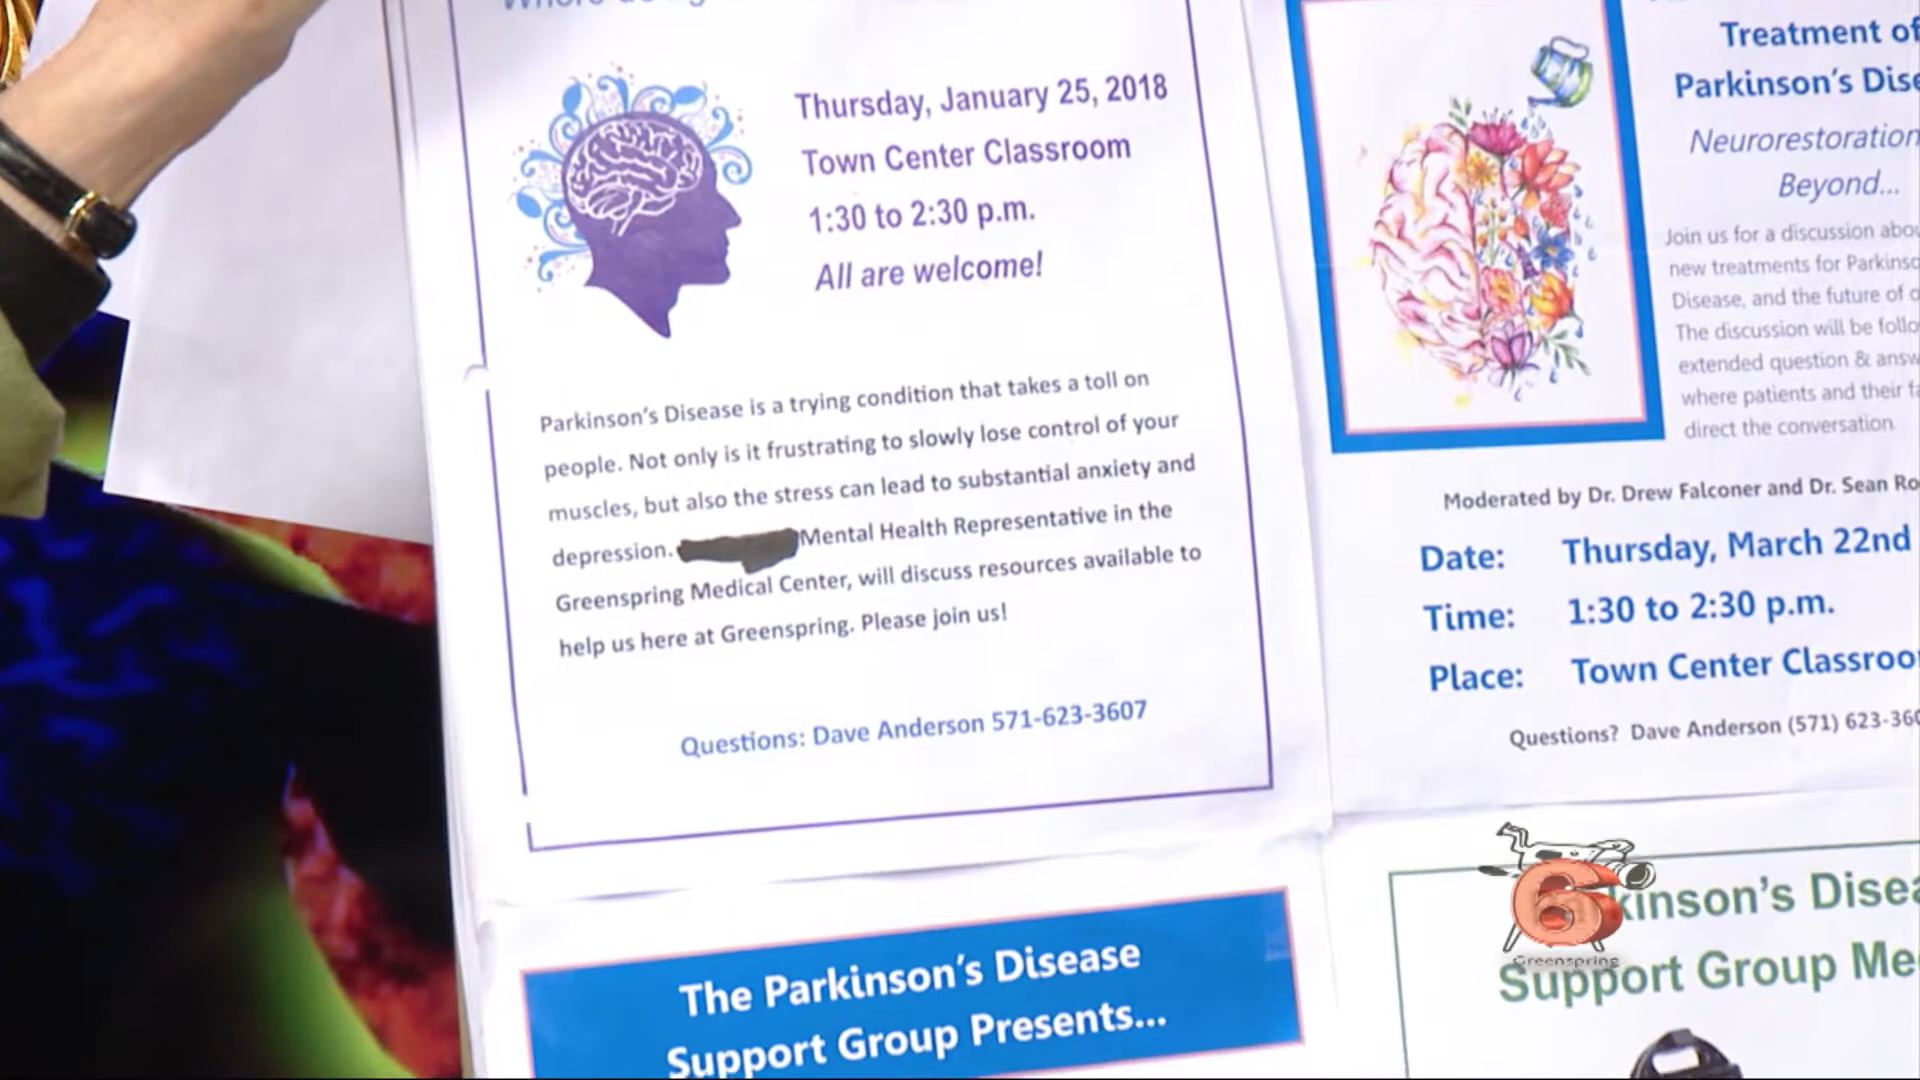 Thursday, January 25, 2018
Town Center Classroom
1:30 to 2:30 p.m.
All are welcome!
Parkinson's Disease is a trying condition that takes a toll on
people. Not only is it frustrating to slowly lose control of your
muscles, but also the stress can lead to substantial anxiety and
depression. Mental Health Representative in the
Greenspring Medical Center, will discuss resources available to
help us here at Greenspring. Please join us!
Questions: Dave Anderson 571-623-3607
Treatment of
Parkinson's
Neurorestoration
Beyond...
Join us for a discussion
new treatments for
Disease, and the future of
The discussion will be
extended question &
where patients and their
direct the conversation.
Moderated by Dr. Drew Falconer and Dr. Sean
Date: Thursday, March 22nd
Time: 1:30 to 2:30 p.m.
Place: Town Center
Questions? Dave Anderson (571)
The Parkinson's Disease
Support Group Presents...
Support Group
6
Greenspring